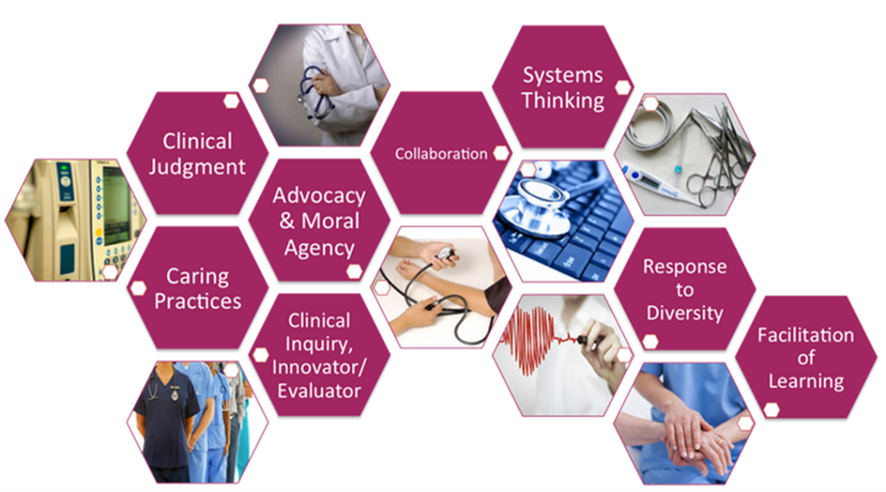 Systems
Thinking
Clinical
Judgment
Collaboration
Advocacy
& Moral
Agency
Caring
Practices
Response
to
Diversity
Clinical
Inquiry,
Innovator/
Evaluator
Facilitation
of
Learning